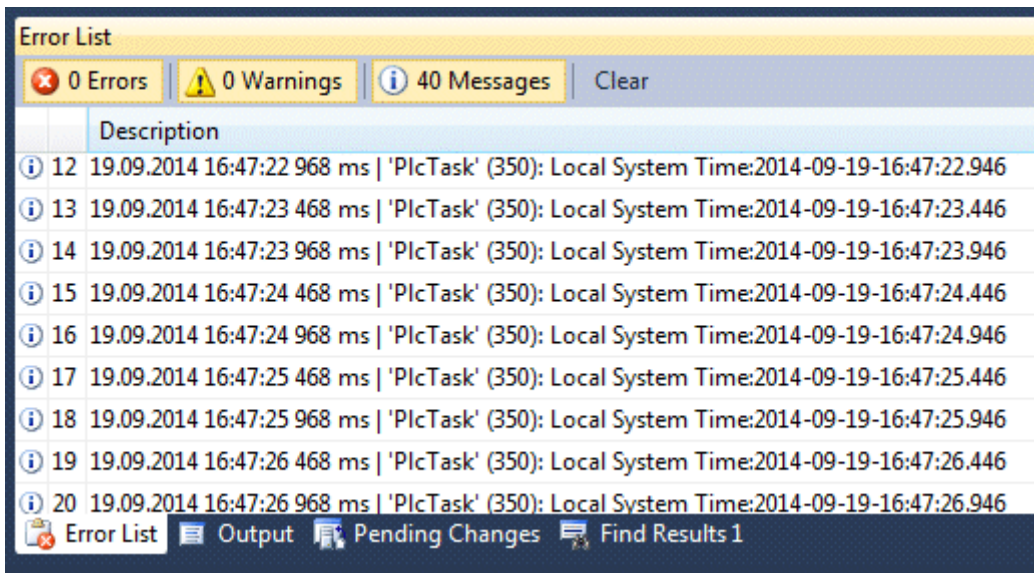 Error List
0 Errors 0 Warnings 40 Messages Clear
Description
12 19.09.2014 16:47:22 968 ms | 'PlcTask' (350): Local System Time:2014-09-19-16:47:22.946
13 19.09.2014 16:47:23 468 ms | 'PlcTask' (350): Local System Time:2014-09-19-16:47:23.446
14 19.09.2014 16:47:23 968 ms | 'PlcTask' (350): Local System Time:2014-09-19-16:47:23.946
15 19.09.2014 16:47:24 468 ms | 'PlcTask' (350): Local System Time:2014-09-19-16:47:24.446
16 19.09.2014 16:47:24 968 ms | 'PlcTask' (350): Local System Time:2014-09-19-16:47:24.946
17 19.09.2014 16:47:25 468 ms | 'PlcTask' (350): Local System Time:2014-09-19-16:47:25.446
18 19.09.2014 16:47:25 968 ms | 'PlcTask' (350): Local System Time:2014-09-19-16:47:25.946
19 19.09.2014 16:47:26 468 ms | 'PlcTask' (350): Local System Time:2014-09-19-16:47:26.446
20 19.09.2014 16:47:26 968 ms | 'PlcTask' (350): Local System Time:2014-09-19-16:47:26.946
Error List Output Pending Changes Find Results 1